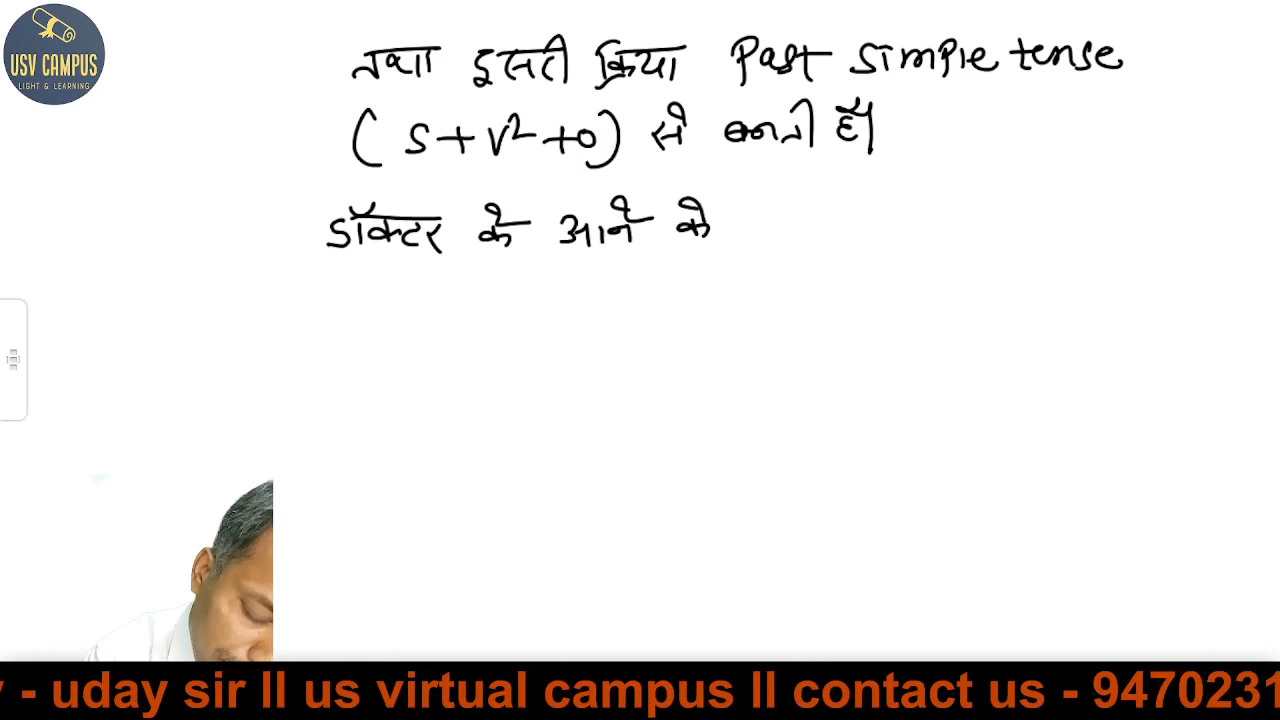 USV CAMPUS
LIGHT & LEARNING
तथा दुसरी क्रिया Past simple tense
( S + V² + O ) से बनती है।
डॉक्टर के आने के
- uday sir ll us virtual campus ll contact us - 9470231